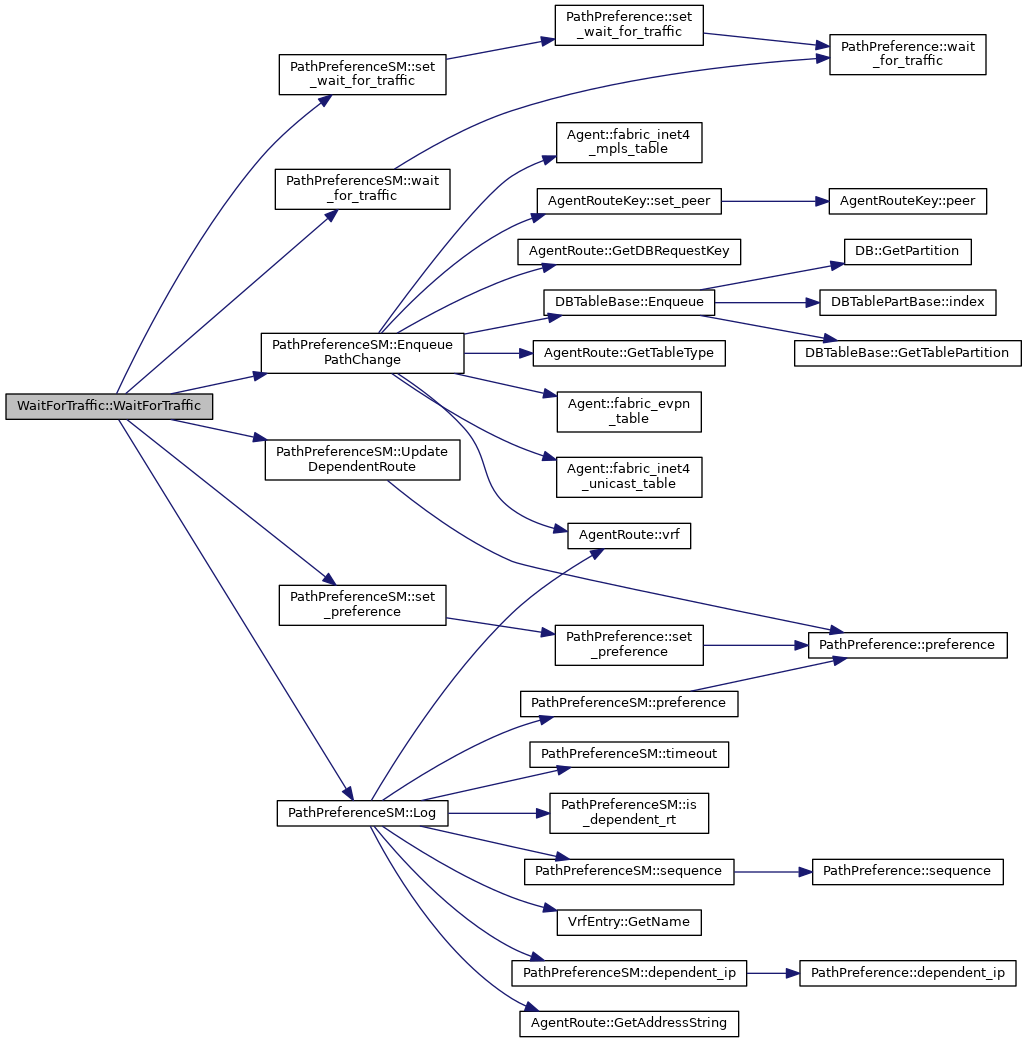 PathPreference::set
_wait_for_traffic
PathPreference::wait
_for_traffic
PathPreferenceSM::set
_wait_for_traffic
Agent::fabric_inet4
_mpls_table
PathPreferenceSM::wait
_for_traffic
AgentRouteKey::set_peer
AgentRouteKey::peer
AgentRoute::GetDBRequestKey
DB::GetPartition
DBTableBase::Enqueue
DBTablePartBase::index
PathPreferenceSM::Enqueue
PathChange
AgentRoute::GetTableType
DBTableBase::GetTablePartition
WaitForTraffic::WaitForTraffic
Agent::fabric_evpn
_table
PathPreferenceSM::Update
DependentRoute
Agent::fabric_inet4
_unicast_table
AgentRoute::vrf
PathPreferenceSM::set
_preference
PathPreference::set
_preference
PathPreference::preference
PathPreferenceSM::preference
PathPreferenceSM::timeout
PathPreferenceSM::Log
PathPreferenceSM::is
_dependent_rt
PathPreferenceSM::sequence
PathPreference::sequence
VrfEntry::GetName
PathPreferenceSM::dependent_ip
PathPreference::dependent_ip
AgentRoute::GetAddressString